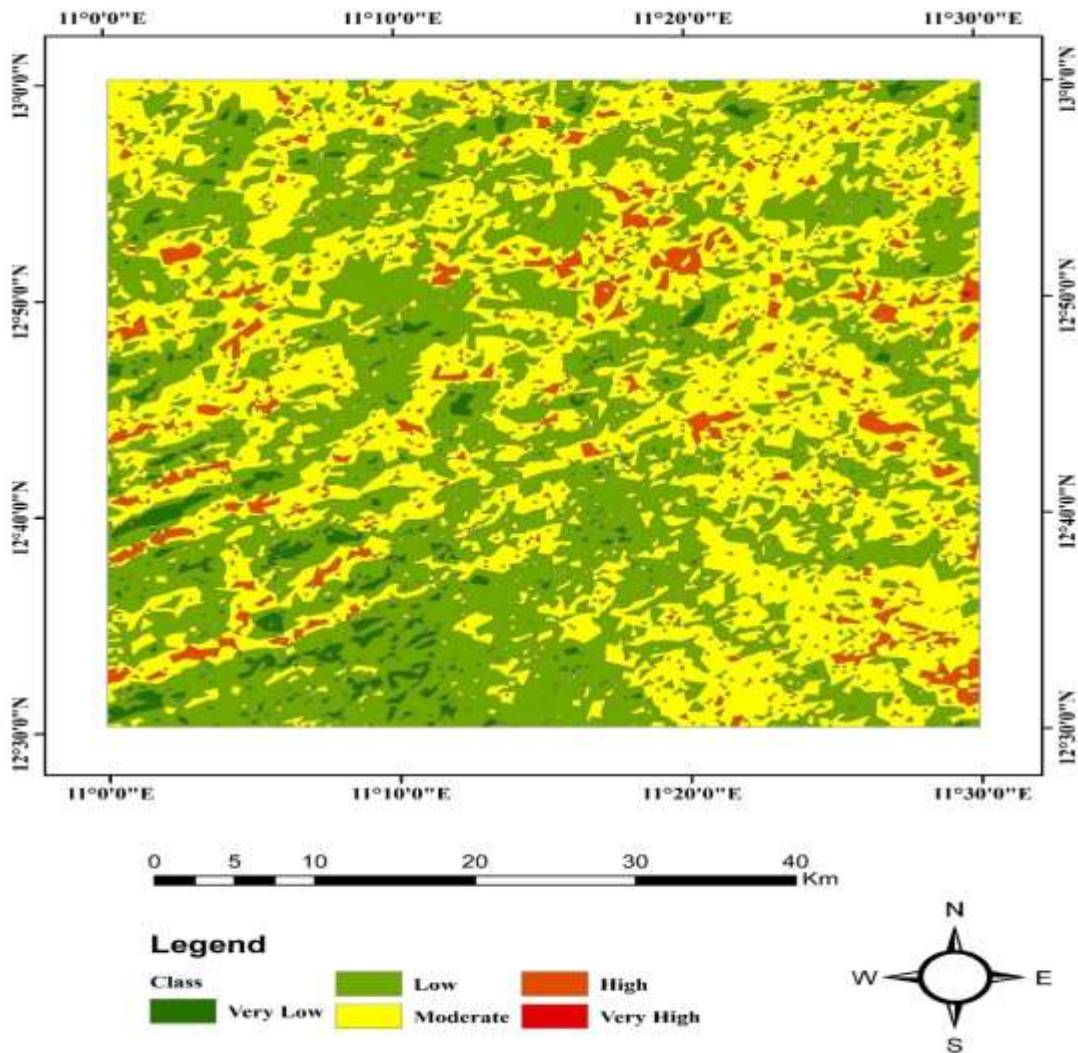 11°0'0"E 11°10'0"E 11°20'0"E 11°30'0"E
13°0'0"N 13°0'0"N
12°50'0"N 12°50'0"N
12°40'0"N 12°40'0"N
12°30'0"N 12°30'0"N
11°0'0"E 11°10'0"E 11°20'0"E 11°30'0"E
0 5 10 20 30 40
Km
Legend
Class
Low High
Very Low Moderate Very High
N
W E
S